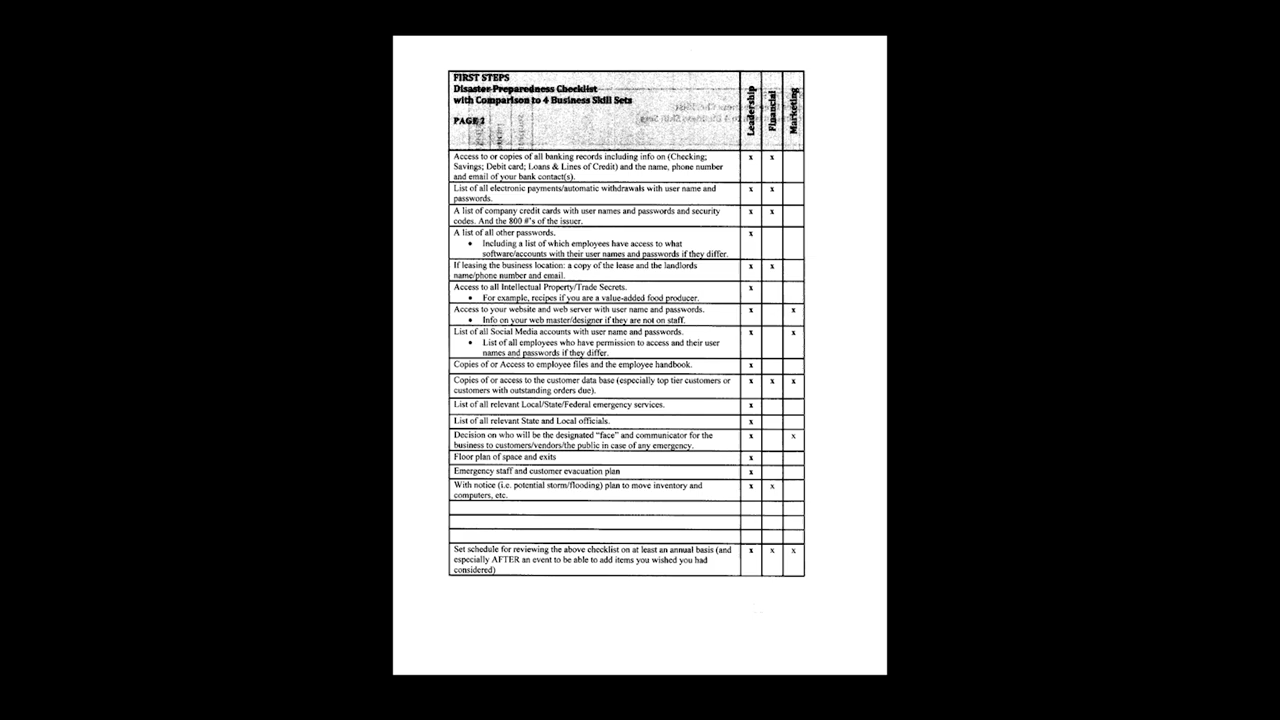 FIRST STEPS
Disaster Preparedness Checklist
with Comparison to 4 Business Skill Sets
PAGE 2
Leadership
Financial
Marketing
Access to or copies of all banking records including info on (Checking; x x
Savings; Debit card; Loans & Lines of Credit) and the name, phone number
and email of your bank contact(s).
List of all electronic payments/automatic withdrawals with user name and x x
passwords.
A list of company credit cards with user names and passwords and security x x
codes. And the 800 #'s of the issuer.
A list of all other passwords. x
• Including a list of which employees have access to what
software/accounts with their user names and passwords if they differ.
If leasing the business location: a copy of the lease and the landlords x x
name/phone number and email.
Access to all Intellectual Property/Trade Secrets. x
• For example, recipes if you are a value-added food producer.
Access to your website and web server with user name and passwords. x x
• Info on your web master/designer if they are not on staff.
List of all Social Media accounts with user name and passwords. x x
• List of all employees who have permission to access and their user
names and passwords if they differ.
Copies of or Access to employee files and the employee handbook. x
Copies of or access to the customer data base (especially top tier customers or x x x
customers with outstanding orders due).
List of all relevant Local/State/Federal emergency services. x
List of all relevant State and Local officials. x
Decision on who will be the designated "face" and communicator for the x x
business to customers/vendors/the public in case of any emergency.
Floor plan of space and exits x
Emergency staff and customer evacuation plan x
With notice (i.e. potential storm/flooding) plan to move inventory and x x
computers, etc.
Set schedule for reviewing the above checklist on at least an annual basis (and x x x
especially AFTER an event to be able to add items you wished you had
considered)